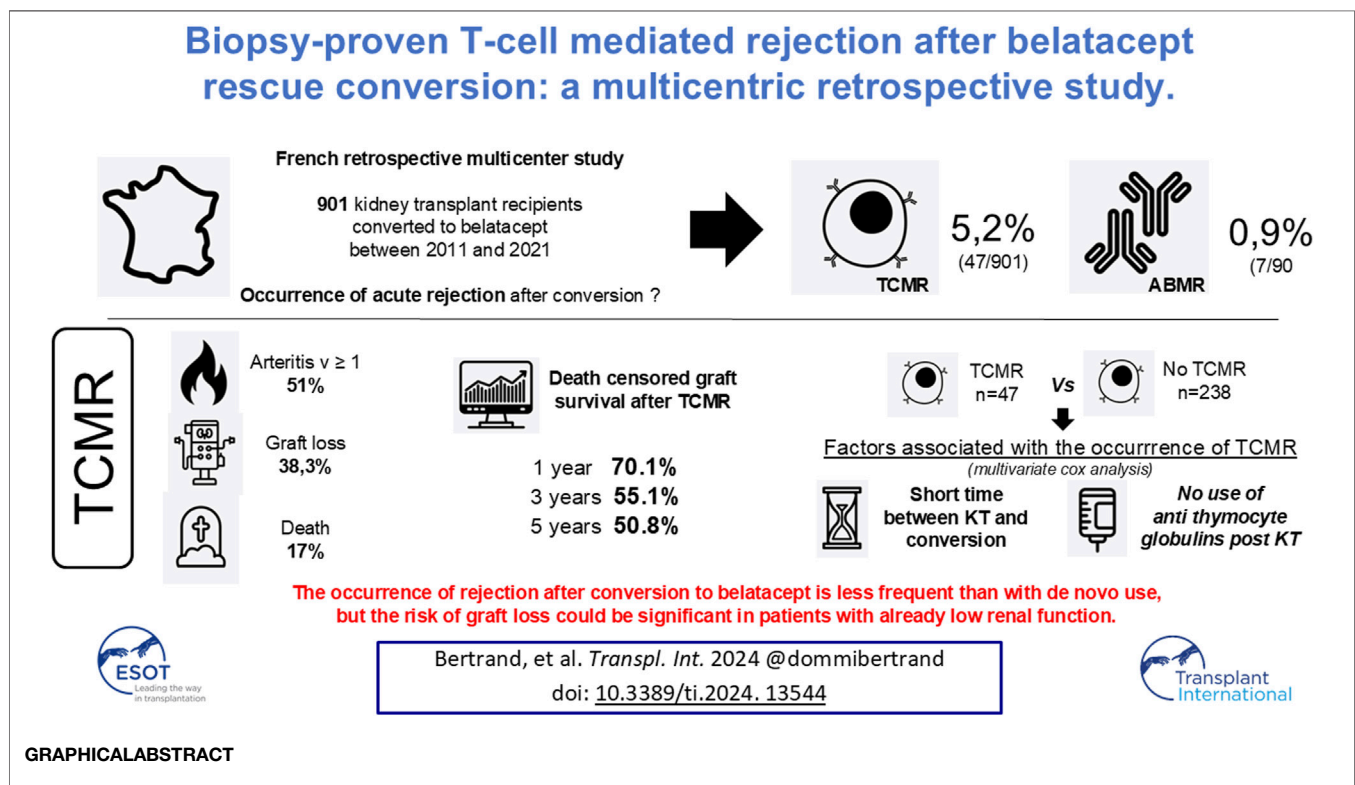 Biopsy-proven T-cell mediated rejection after belatacept
rescue conversion: a multicentric retrospective study.
French retrospective multicenter study
901 kidney transplant recipients
converted to belatacept
between 2011 and 2021
Occurrence of acute rejection after conversion ?
TCMR
5,2%
(47/901)
ABMR
0,9%
(7/90
TCMR
Arteritis v ≥ 1
51%
Graft loss
38,3%
Death
17%
Death censored graft
survival after TCMR
1 year 70.1%
3 years 55.1%
5 years 50.8%
TCMR
n=47
Vs
No TCMR
n=238
Factors associated with the occurrrence of TCMR
(multivariate cox analysis)
Short time
between KT and
conversion
No use of
anti thymocyte
globulins post KT
The occurrence of rejection after conversion to belatacept is less frequent than with de novo use,
but the risk of graft loss could be significant in patients with already low renal function.
ESOT
Leading the way
in transplantation
Bertrand, et al. Transpl. Int. 2024 @dommibertrand
doi: 10.3389/ti.2024. 13544
Transplant
International
GRAPHICALABSTRACT